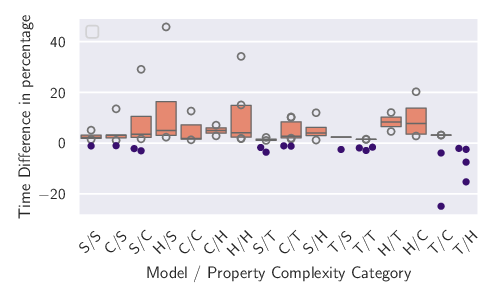 Time Difference in percentage
40
20
0
−20
S/S C/S S/C H/S C/C C/H H/H S/T C/T S/H T/S T/T H/T H/C T/C T/H
Model / Property Complexity Category